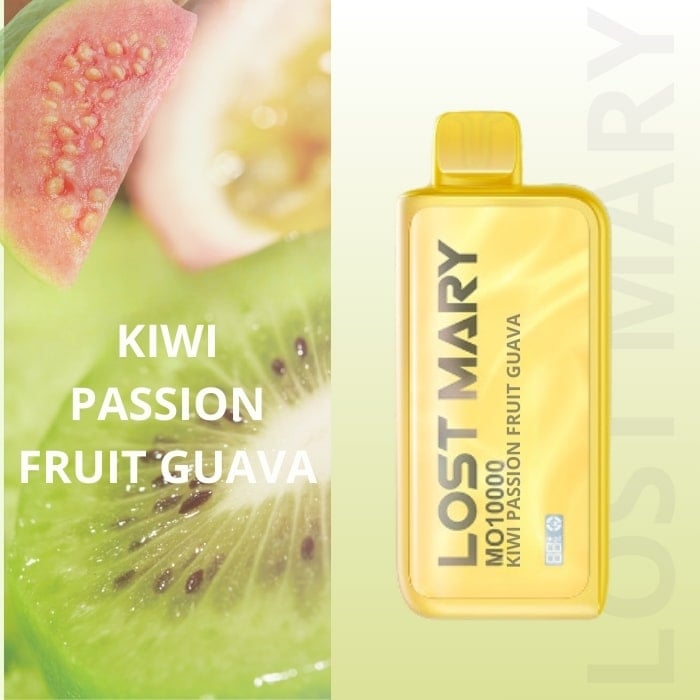 KIWI
PASSION
FRUIT GUAVA
LOST MARY
MO10000
KIWI PASSION FRUIT GUAVA
LOST MARY